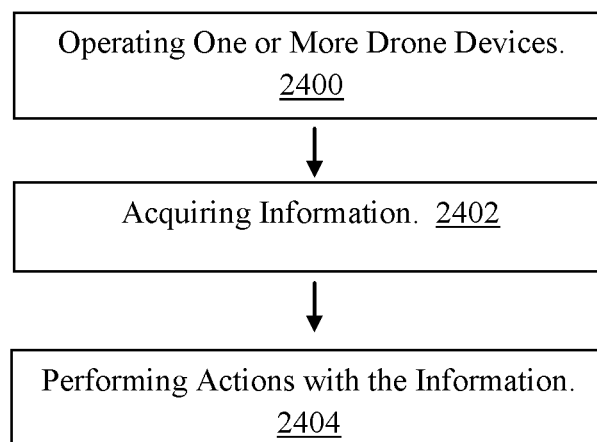 Operating One or More Drone Devices.
2400
Acquiring Information. 2402
Performing Actions with the Information.
2404